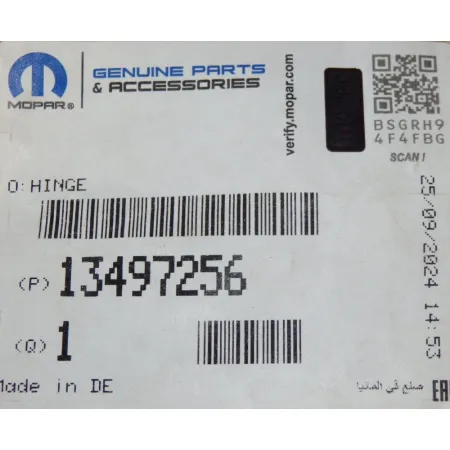 MOPAR®
GENUINE PARTS
& ACCESSORIES
verify.mopar.com
BSGRH9
4F4FBG
SCAN!
O:HINGE
25/09/2024 14:53
(P) 13497256
(Q) 1
Made in DE
صنع في المانيا